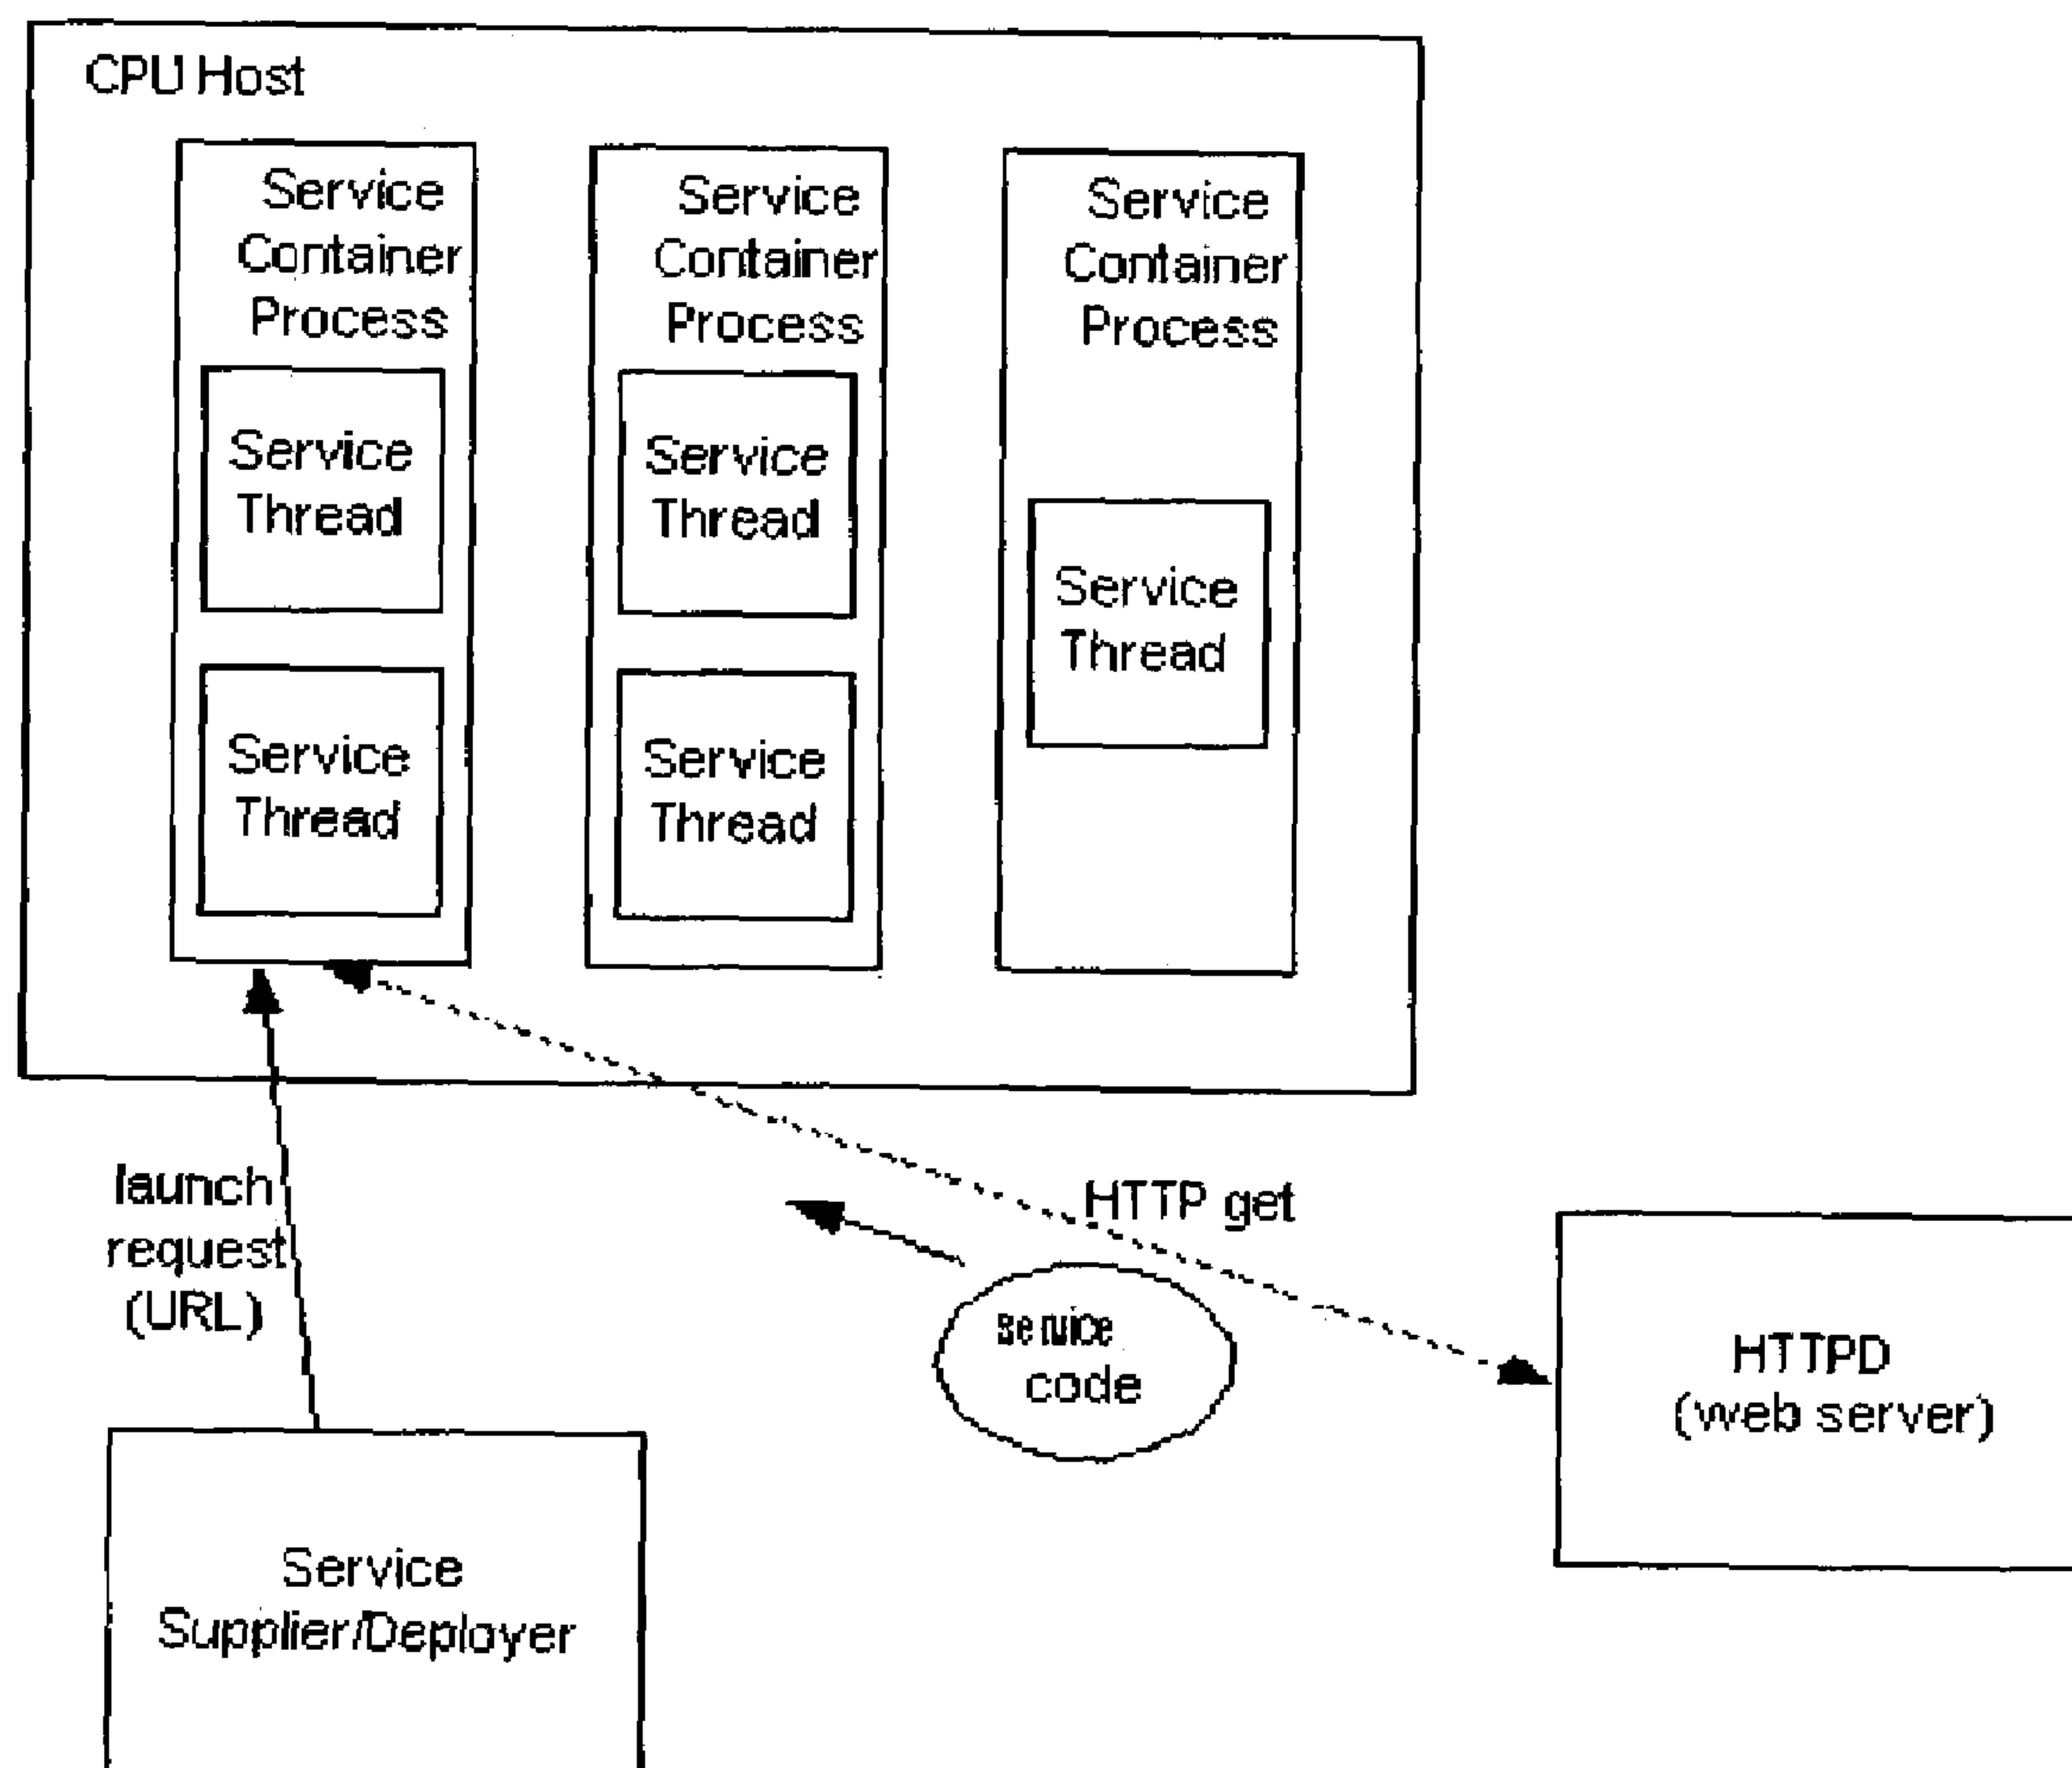 CPU Host
Service
Container
Process
Service
Thread
Service
Thread
Service
Container
Process
Service
Thread
Service
Thread
Service
Container
Process
Service
Thread
launch
request
(URL)
HTTP get
service
code
HTTPD
(web server)
Service
Supplier/Deployer